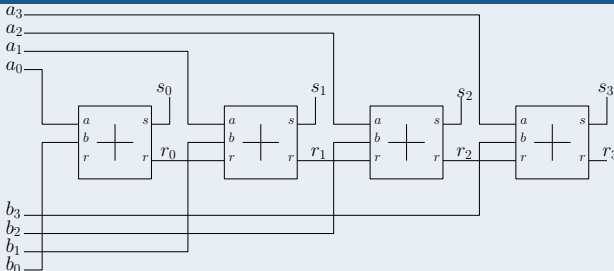 a₃
a₂
a₁
a₀
s₀ s₁ s₂ s₃
a s a s a s a s
b b b b
r r r₀ r r r₁ r r r₂ r r r₃
b₃
b₂
b₁
b₀